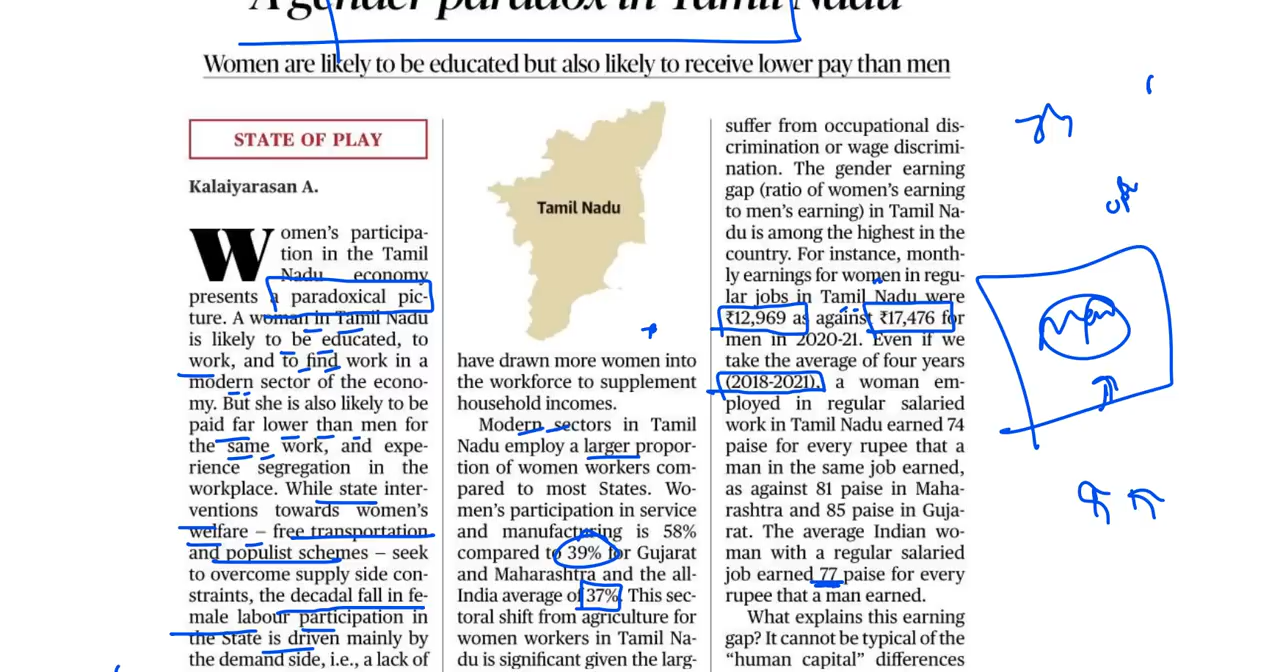 A gender paradox in Tamil Nadu
Women are likely to be educated but also likely to receive lower pay than men
STATE OF PLAY
Kalaiyarasan A.
Women's participa-
tion in the Tamil
Nadu economy
presents a paradoxical pic-
ture. A woman in Tamil Nadu
is likely to be educated, to
work, and to find work in a
modern sector of the econo-
my. But she is also likely to be
paid far lower than men for
the same work, and expe-
rience segregation in the
workplace. While state inter-
ventions towards women's
welfare – free transportation
and populist schemes – seek
to overcome supply side con-
straints, the decadal fall in fe-
male labour participation in
the State is driven mainly by
the demand side, i.e., a lack of
Tamil Nadu
have drawn more women into
the workforce to supplement
household incomes.
Modern sectors in Tamil
Nadu employ a larger propor-
tion of women workers com-
pared to most States. Wo-
men's participation in service
and manufacturing is 58%
compared to 39% for Gujarat
and Maharashtra and the all-
India average of 37%. This sec-
toral shift from agriculture for
women workers in Tamil Na-
du is significant given the larg-
suffer from occupational dis-
crimination or wage discrimi-
nation. The gender earning
gap (ratio of women's earning
to men's earning) in Tamil Na-
du is among the highest in the
country. For instance, month-
ly earnings for women in regu-
lar jobs in Tamil Nadu were
₹12,969 as against ₹17,476 for
men in 2020-21. Even if we
take the average of four years
(2018-2021), a woman em-
ployed in regular salaried
work in Tamil Nadu earned 74
paise for every rupee that a
man in the same job earned,
as against 81 paise in Maha-
rashtra and 85 paise in Guja-
rat. The average Indian wo-
man with a regular salaried
job earned 77 paise for every
rupee that a man earned.
What explains this earning
gap? It cannot be typical of the
"human capital" differences